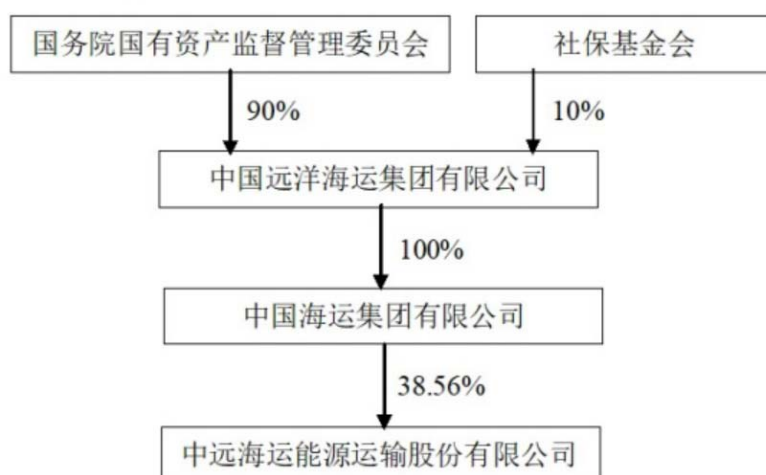 国务院国有资产监督管理委员会
社保基金会
90%
10%
中国远洋海运集团有限公司
100%
中国海运集团有限公司
38.56%
中远海运能源运输股份有限公司